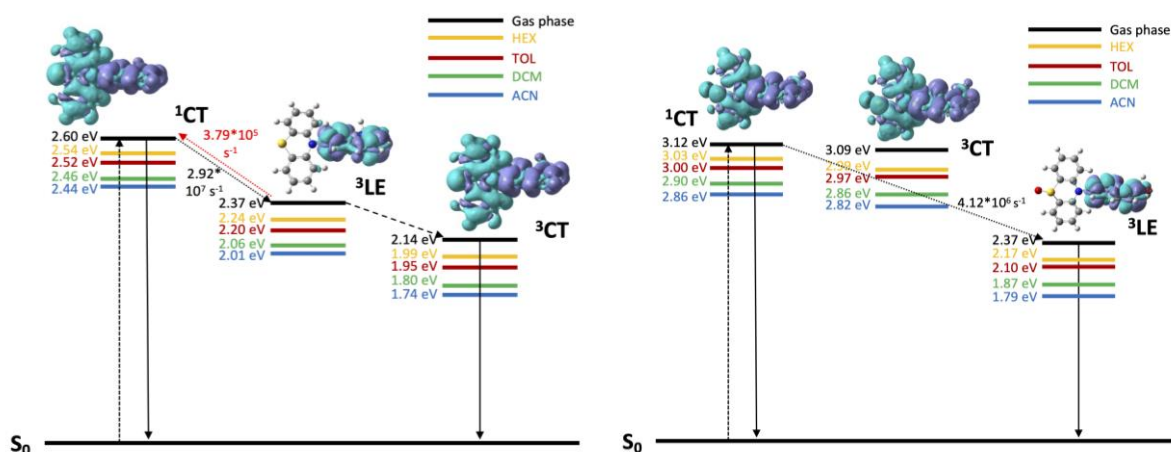 Gas phase
HEX
TOL
DCM
ACN
¹CT
2.60 eV
2.54 eV
2.52 eV
2.46 eV
2.44 eV
3.79*10⁵
s⁻¹
2.92*
10⁷ s⁻¹
³LE
2.37 eV
2.24 eV
2.20 eV
2.06 eV
2.01 eV
³CT
2.14 eV
1.99 eV
1.95 eV
1.80 eV
1.74 eV
S₀
Gas phase
HEX
TOL
DCM
ACN
¹CT
3.12 eV
3.03 eV
3.00 eV
2.90 eV
2.86 eV
³CT
3.09 eV
2.99 eV
2.97 eV
2.86 eV
2.82 eV
4.12*10⁶ s⁻¹
³LE
2.37 eV
2.17 eV
2.10 eV
1.87 eV
1.79 eV
S₀